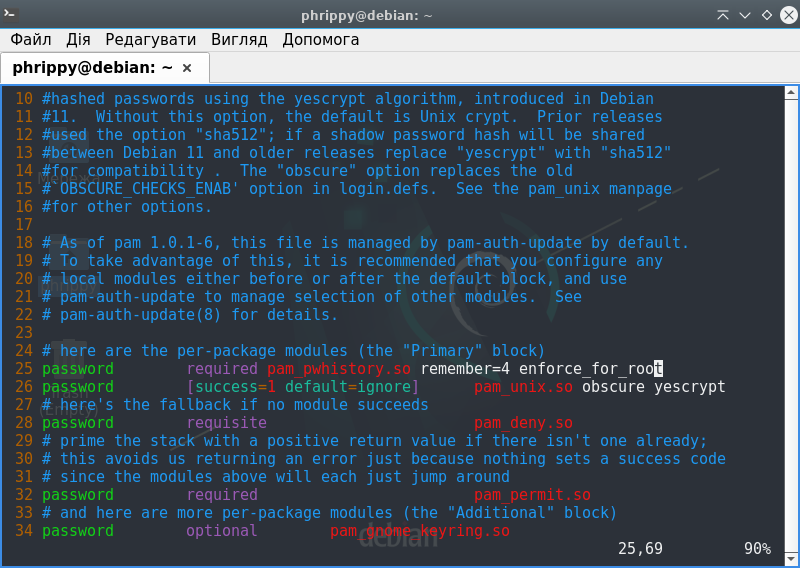 phrippy@debian: ~
Файл Дія Редагувати Вигляд Допомога
phrippy@debian: ~
10 #hashed passwords using the yescrypt algorithm, introduced in Debian
11 #11.  Without this option, the default is Unix crypt.  Prior releases
12 #used the option "sha512"; if a shadow password hash will be shared
13 #between Debian 11 and older releases replace "yescrypt" with "sha512"
14 #for compatibility .  The "obscure" option replaces the old
15 #`OBSCURE_CHECKS_ENAB' option in login.defs.  See the pam_unix manpage
16 #for other options.
17
18 # As of pam 1.0.1-6, this file is managed by pam-auth-update by default.
19 # To take advantage of this, it is recommended that you configure any
20 # local modules either before or after the default block, and use
21 # pam-auth-update to manage selection of other modules.  See
22 # pam-auth-update(8) for details.
23
24 # here are the per-package modules (the "Primary" block)
25 password        required pam_pwhistory.so remember=4 enforce_for_root
26 password        [success=1 default=ignore]      pam_unix.so obscure yescrypt
27 # here's the fallback if no module succeeds
28 password        requisite                       pam_deny.so
29 # prime the stack with a positive return value if there isn't one already;
30 # this avoids us returning an error just because nothing sets a success code
31 # since the modules above will each just jump around
32 password        required                        pam_permit.so
33 # and here are more per-package modules (the "Additional" block)
34 password        optional        pam_gnome_keyring.so
25,69         90%
debian